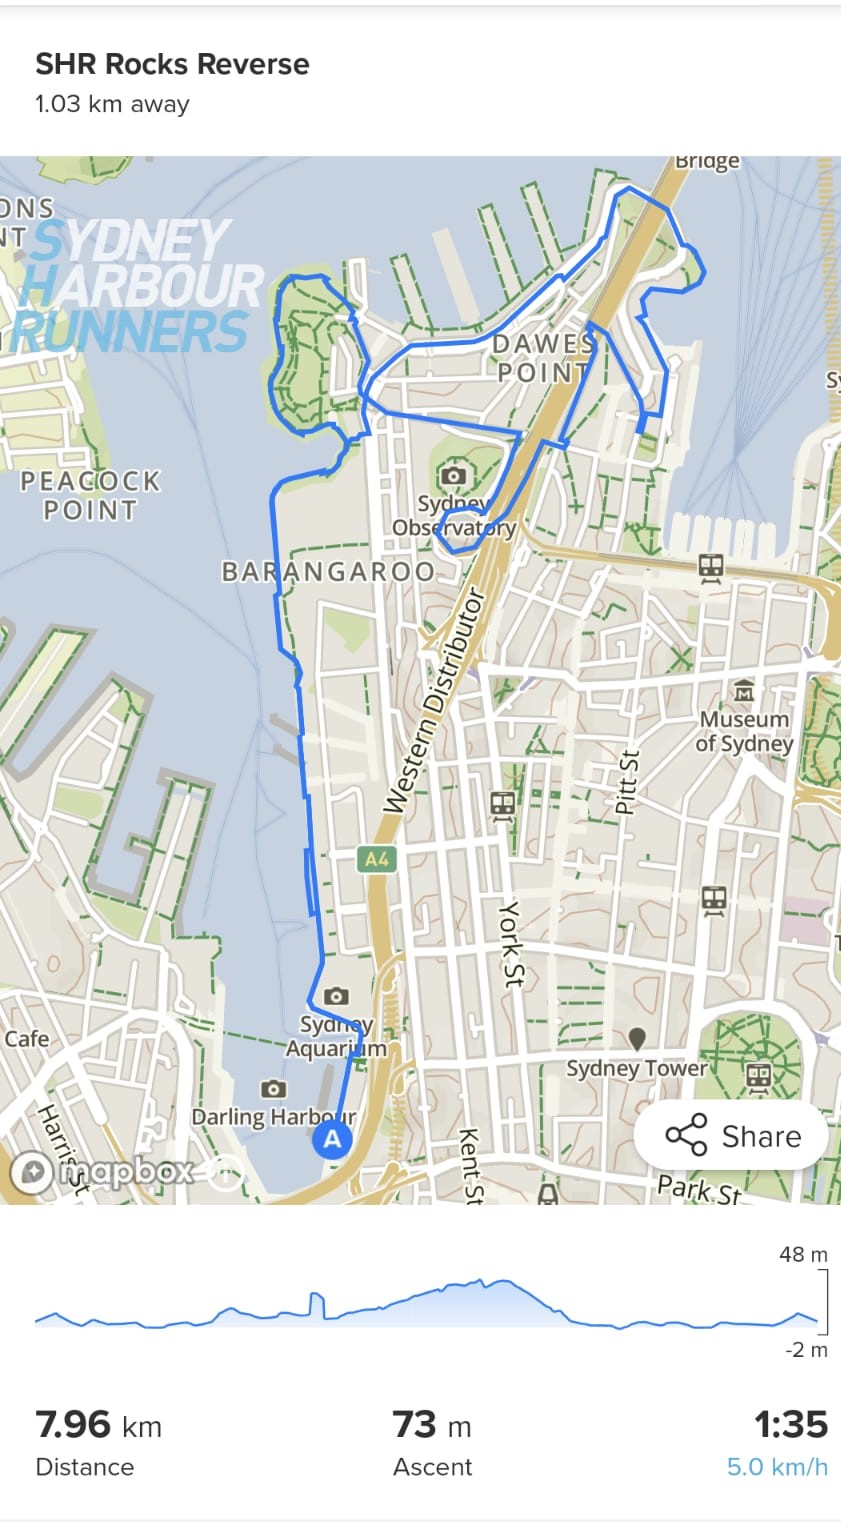 SHR Rocks Reverse
1.03 km away
Bridge
ONS
NT
SYDNEY
HARBOUR
RUNNERS
DAWES
POINT
PEACOCK
POINT
Sydney
Observatory
BARANGAROO
Western Distributor
Museum
of Sydney
Pitt St
A4
York St
Sydney
Aquarium
Cafe
Sydney Tower
Darling Harbour
A
Harris St
Kent St
Share
mapbox
Park St
48 m
-2 m
7.96 km
73 m
1:35
Distance
Ascent
5.0 km/h